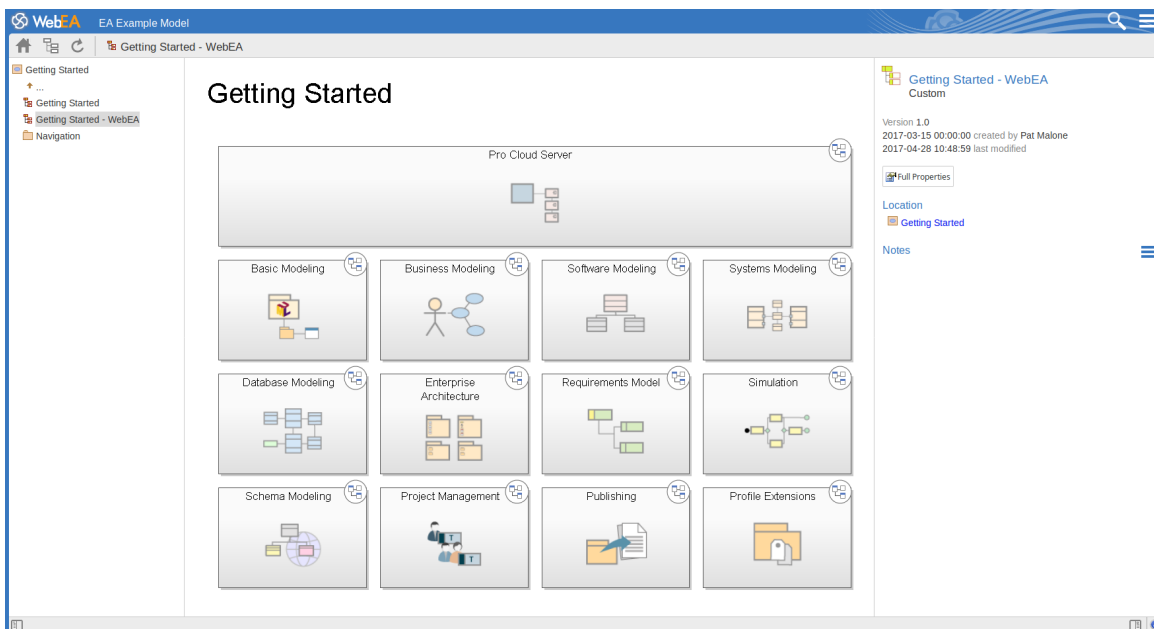 WebEA EA Example Model
Getting Started - WebEA
Getting Started
...
Getting Started
Getting Started - WebEA
Navigation
Getting Started
Pro Cloud Server
Basic Modeling
Business Modeling
Software Modeling
Systems Modeling
Database Modeling
Enterprise
Architecture
Requirements Model
Simulation
Schema Modeling
Project Management
T
T
Publishing
Profile Extensions
Getting Started - WebEA
Custom
Version 1.0
2017-03-15 00:00:00 created by Pat Malone
2017-04-28 10:48:59 last modified
Full Properties
Location
Getting Started
Notes